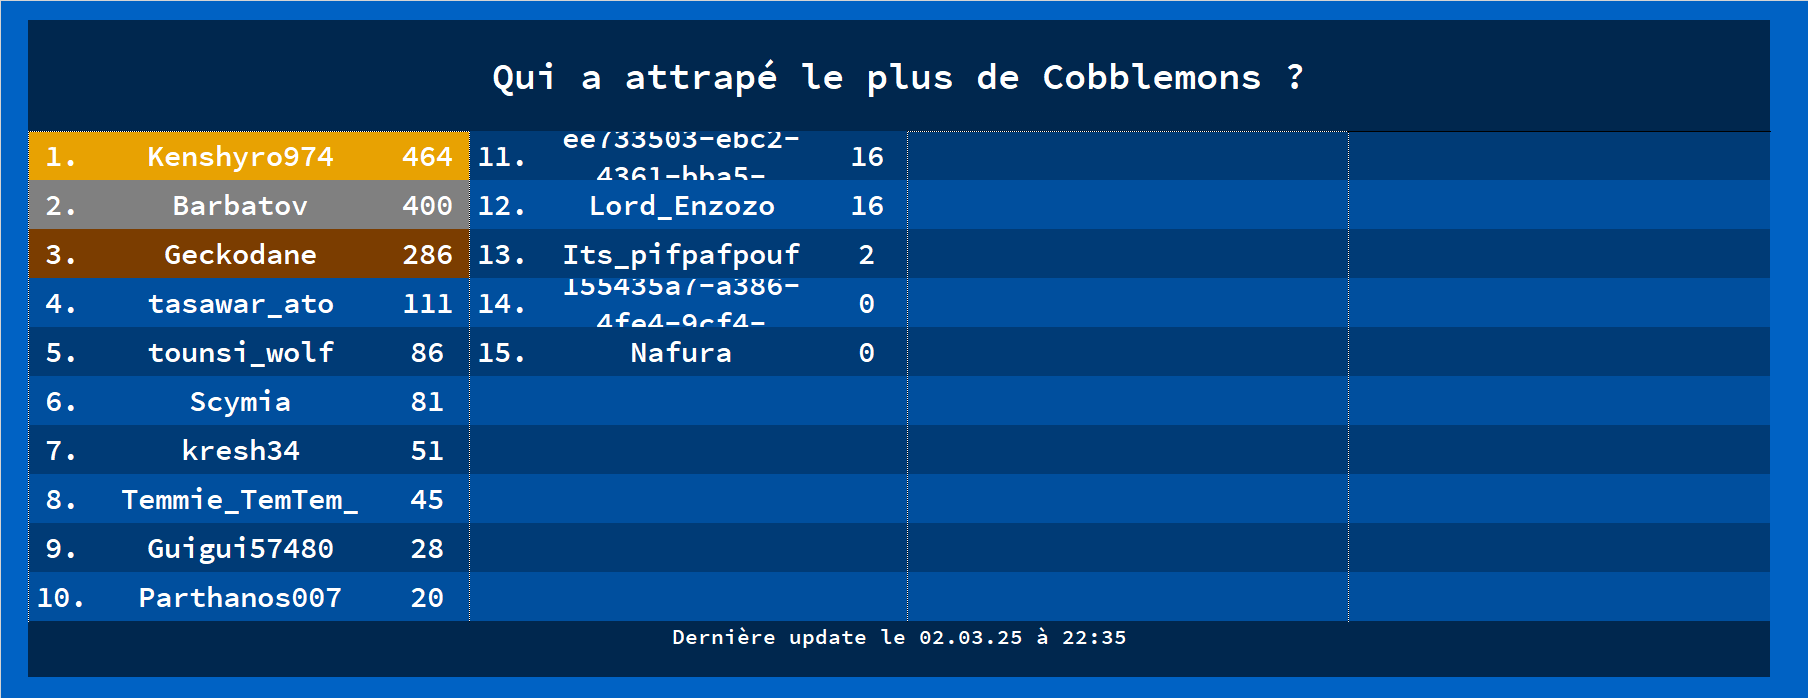 Qui a attrapé le plus de Cobblemons ?
1. Kenshyro974 464
2. Barbatov 400
3. Geckodane 286
4. tasawar_ato 111
5. tounsi_wolf 86
6. Scymia 81
7. kresh34 51
8. Temmie_TemTem_ 45
9. Guigui57480 28
10. Parthanos007 20
11. ee733503-ebc2- 16
4361-bba5-
12. Lord_Enzozo 16
13. Its_pifpafpouf 2
14. 155435a7-a386- 0
4fe4-9cf4-
15. Nafura 0
Dernière update le 02.03.25 à 22:35